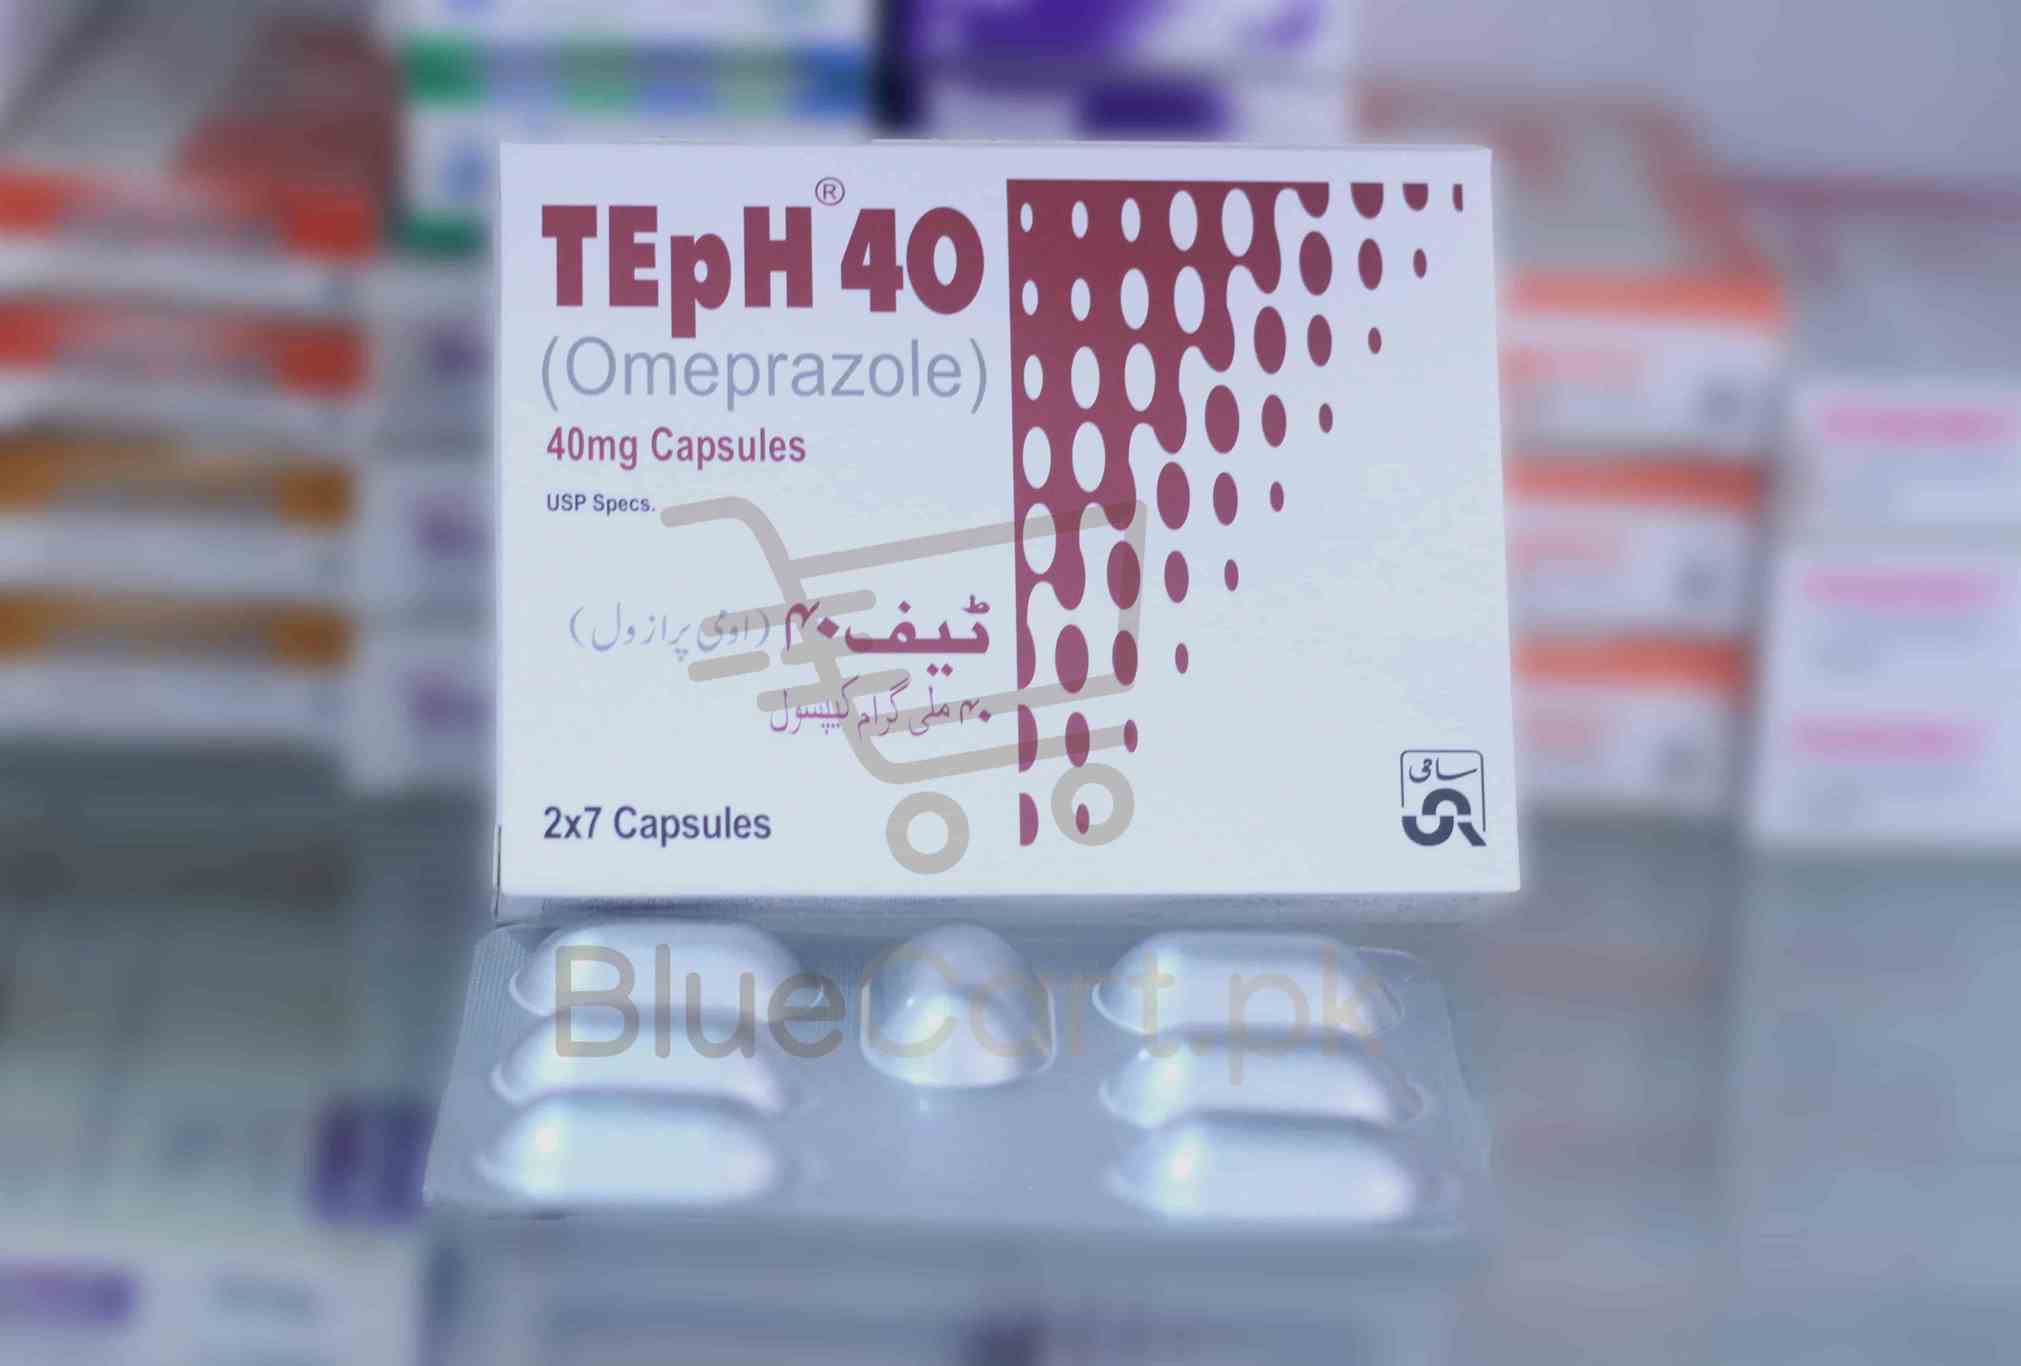 TEpH® 40
(Omeprazole)
40mg Capsules
USP Specs.
ٹیف ۴۰ (اومی پرازول)
۴۰ ملی گرام کیپسول
2x7 Capsules
سامی
BlueCart.pk